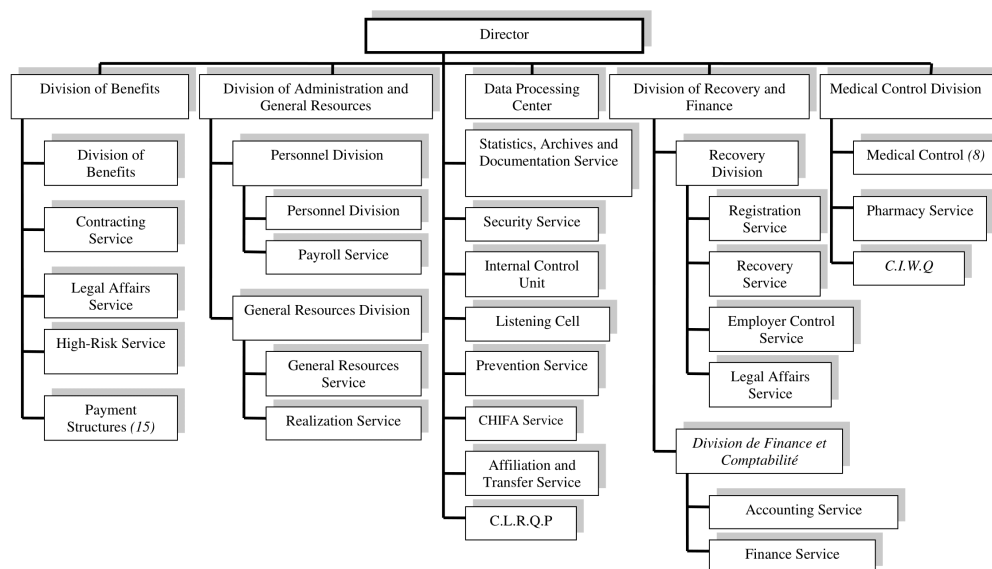 Director
Division of Benefits
Division of Administration and
General Resources
Data Processing
Center
Division of Recovery and
Finance
Medical Control Division
Division of
Benefits
Contracting
Service
Legal Affairs
Service
High-Risk Service
Payment
Structures (15)
Personnel Division
Personnel Division
Payroll Service
General Resources Division
General Resources
Service
Realization Service
Statistics, Archives and
Documentation Service
Security Service
Internal Control
Unit
Listening Cell
Prevention Service
CHIFA Service
Affiliation and
Transfer Service
C.L.R.Q.P
Recovery
Division
Registration
Service
Recovery
Service
Employer Control
Service
Legal Affairs
Service
Division de Finance et
Comptabilité
Accounting Service
Finance Service
Medical Control (8)
Pharmacy Service
C.I.W.Q